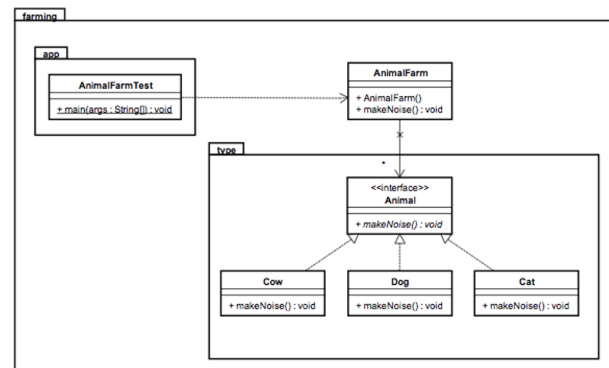 farming
app
AnimalFarmTest
+ main(args : String[]) : void
AnimalFarm
+ AnimalFarm()
+ makeNoise() : void
type
*
<<interface>>
Animal
+ makeNoise() : void
Cow
+ makeNoise() : void
Dog
+ makeNoise() : void
Cat
+ makeNoise() : void